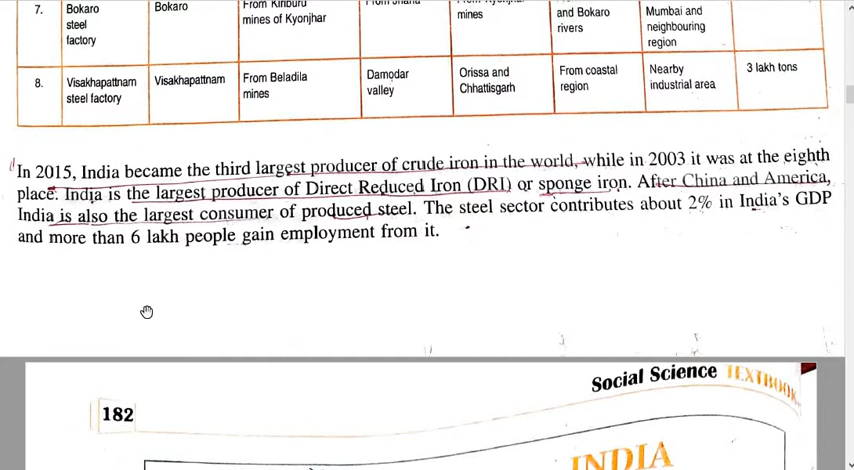 7. Bokaro Bokaro From Kiriburu mines and Bokaro Mumbai and
steel mines of Kyonjhar rivers neighbouring
factory region
8. Visakhapattnam Visakhapattnam From Beladila Damodar Orissa and From coastal Nearby 3 lakh tons
steel factory mines valley Chhattisgarh region industrial area
In 2015, India became the third largest producer of crude iron in the world, while in 2003 it was at the eighth
place. India is the largest producer of Direct Reduced Iron (DRI) or sponge iron. After China and America,
India is also the largest consumer of produced steel. The steel sector contributes about 2% in India's GDP
and more than 6 lakh people gain employment from it.
Social Science TEXTBOOK
182
INDIA